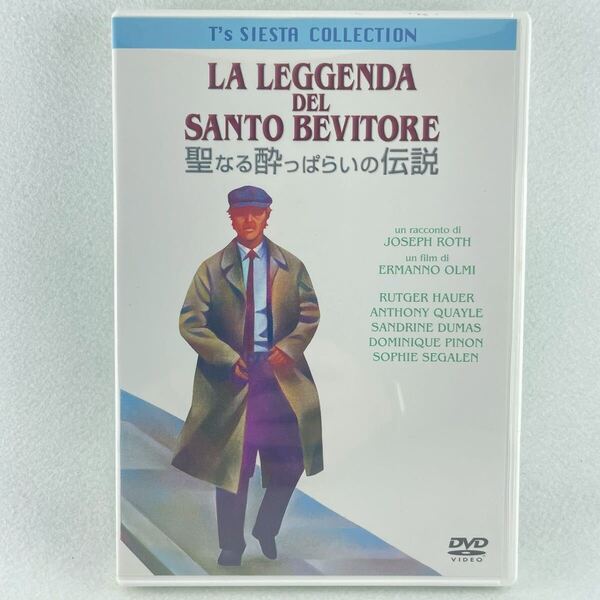 T's SIESTA COLLECTION
LA LEGGENDA
DEL
SANTO BEVITORE
聖なる酔っぱらいの伝説
un racconto di
JOSEPH ROTH
un film di
ERMANNO OLMI
RUTGER HAUER
ANTHONY QUAYLE
SANDRINE DUMAS
DOMINIQUE PINON
SOPHIE SEGALEN
DVD
VIDEO